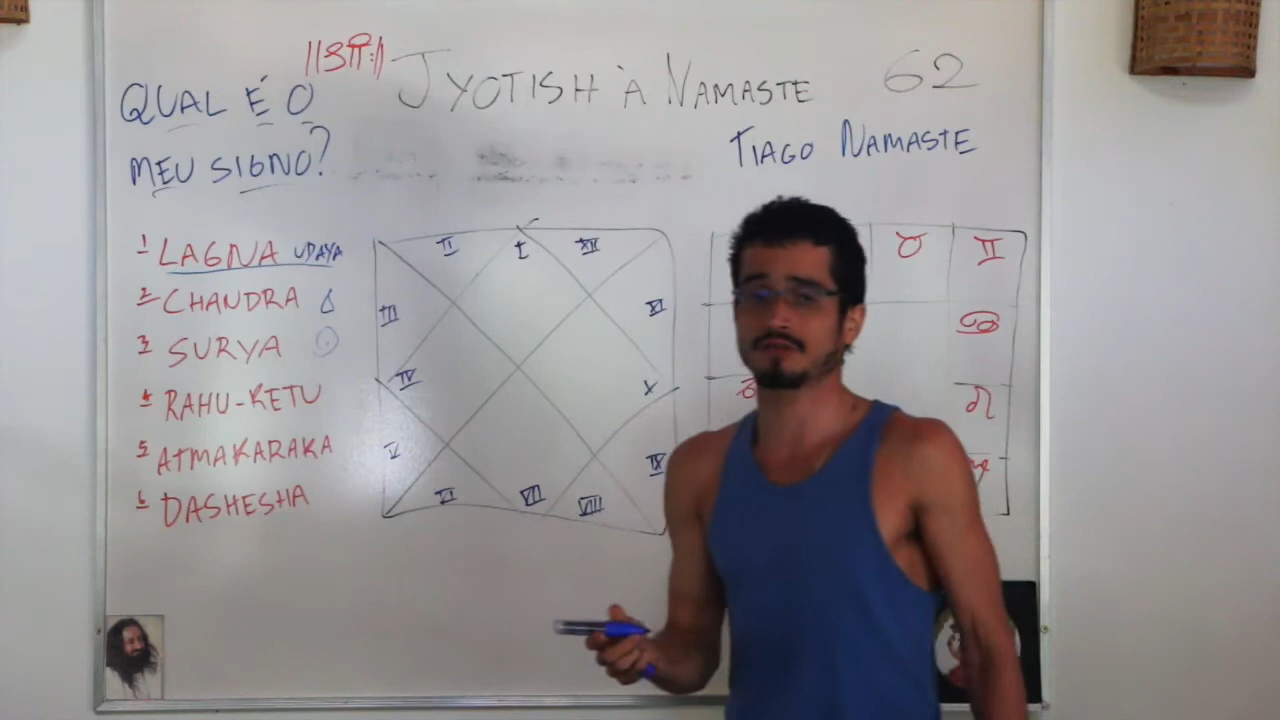 JYOTISH À NAMASTE 62
QUAL É O
MEU SIGNO?
TIAGO NAMASTE
1 LAGNA UDAYA
2 CHANDRA
3 SURYA
4 RAHU-KETU
5 ATMAKARAKA
6 DASHESHA
II I XII
III XI
IV X
V IX
VI VII VIII
♉ ♊
♋
♌